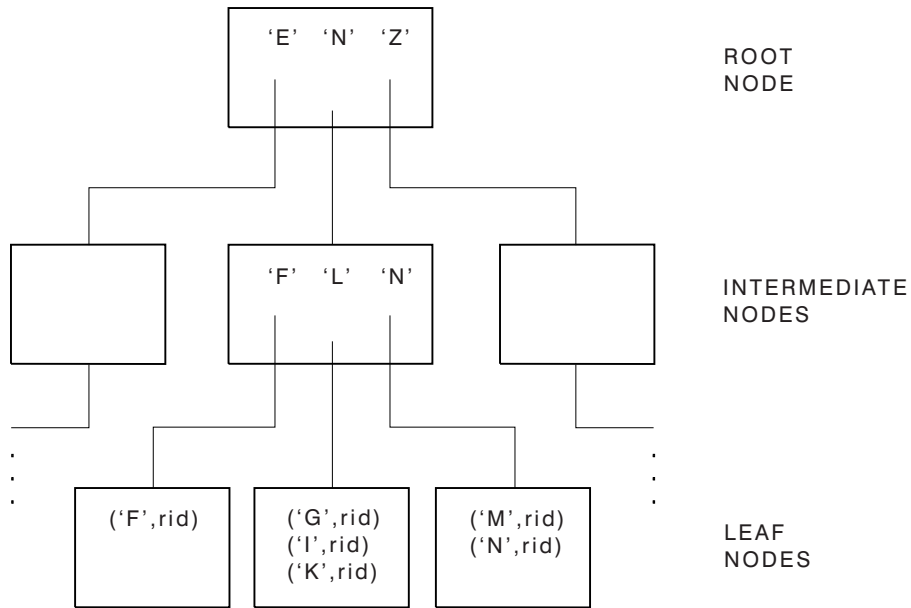 ‘E’ ‘N’ ‘Z’
ROOT
NODE
‘F’ ‘L’ ‘N’
INTERMEDIATE
NODES
(‘F’,rid)
(‘G’,rid)
(‘I’,rid)
(‘K’,rid)
(‘M’,rid)
(‘N’,rid)
LEAF
NODES